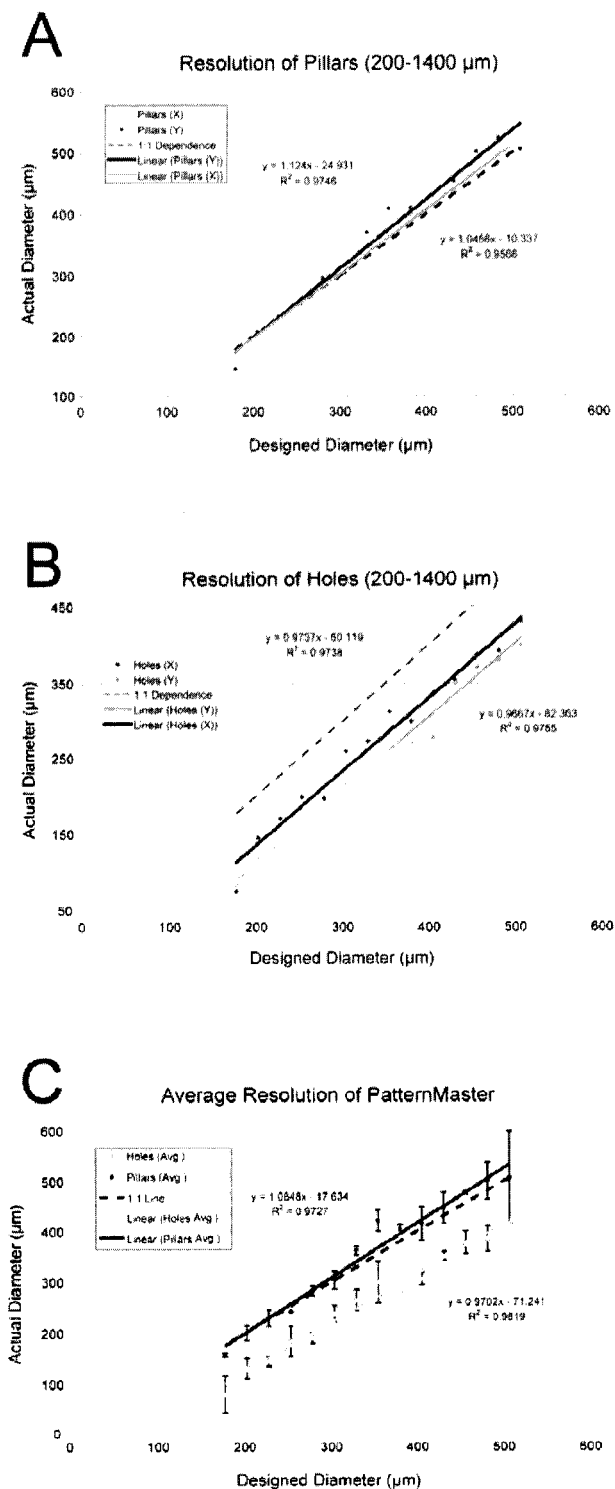 A
Resolution of Pillars (200-1400 µm)
600
500
400
300
200
100
Pillars (X)
Pillars (Y)
1:1 Dependence
Linear (Pillars (Y))
Linear (Pillars (X))
y = 1.124x - 24.931
R² = 0.9746
y = 1.0456x - 10.337
R² = 0.9566
Actual Diameter (µm)
0 100 200 300 400 500 600
Designed Diameter (µm)
B
Resolution of Holes (200-1400 µm)
450
350
250
150
50
Holes (X)
Holes (Y)
1:1 Dependence
Linear (Holes (Y))
Linear (Holes (X))
y = 0.9737x - 60.119
R² = 0.9738
y = 0.9667x - 82.363
R² = 0.9765
Actual Diameter (µm)
0 100 200 300 400 500 600
Designed Diameter (µm)
C
Average Resolution of PatternMaster
600
500
400
300
200
100
0
Holes (Avg.)
Pillars (Avg.)
1:1 Line
Linear (Holes Avg.)
Linear (Pillars Avg.)
y = 1.0848x - 17.634
R² = 0.9727
y = 0.9702x - 71.241
R² = 0.9819
Actual Diameter (µm)
0 100 200 300 400 500 600
Designed Diameter (µm)